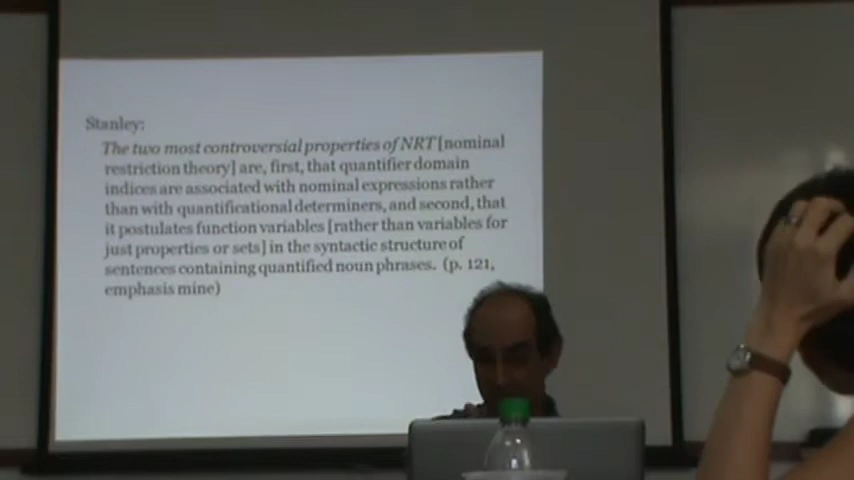 Stanley:
The two most controversial properties of NRT [nominal
restriction theory] are, first, that quantifier domain
indices are associated with nominal expressions rather
than with quantificational determiners, and second, that
it postulates function variables [rather than variables for
just properties or sets] in the syntactic structure of
sentences containing quantified noun phrases. (p. 121,
emphasis mine)